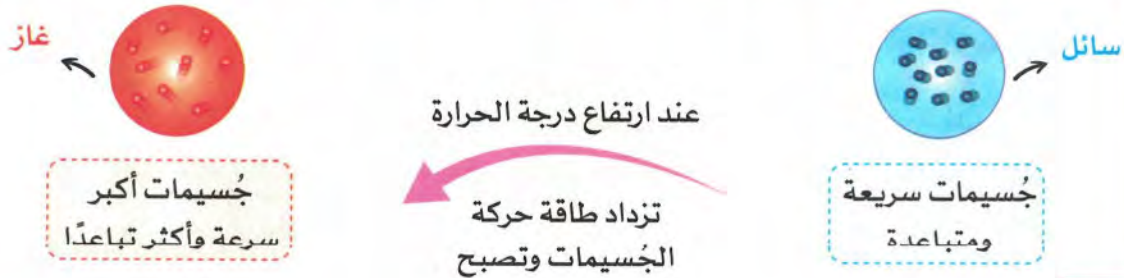 سائل
جُسيمات سريعة
ومتباعدة
عند ارتفاع درجة الحرارة
تزداد طاقة حركة
الجُسيمات وتصبح
غاز
جُسيمات أكبر
سرعة وأكثر تباعدًا